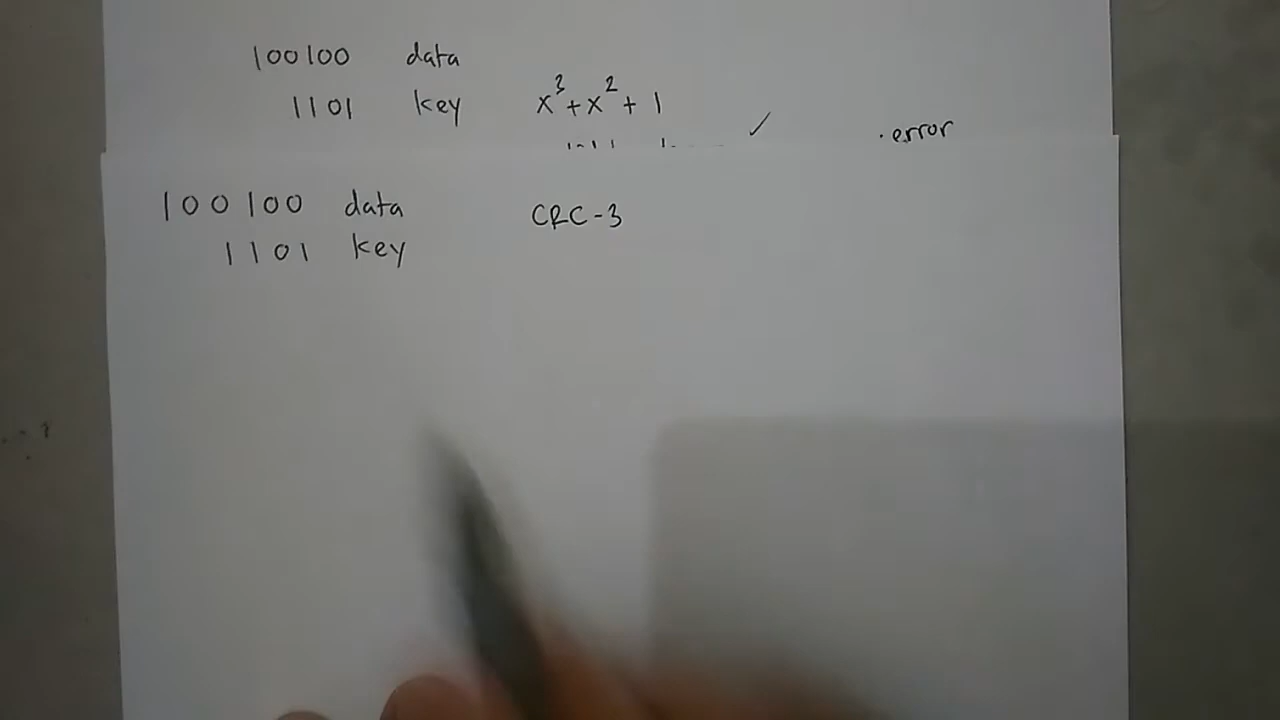 100100 data
1101 key x³+x²+1
. error
100100 data CRC-3
1101 key